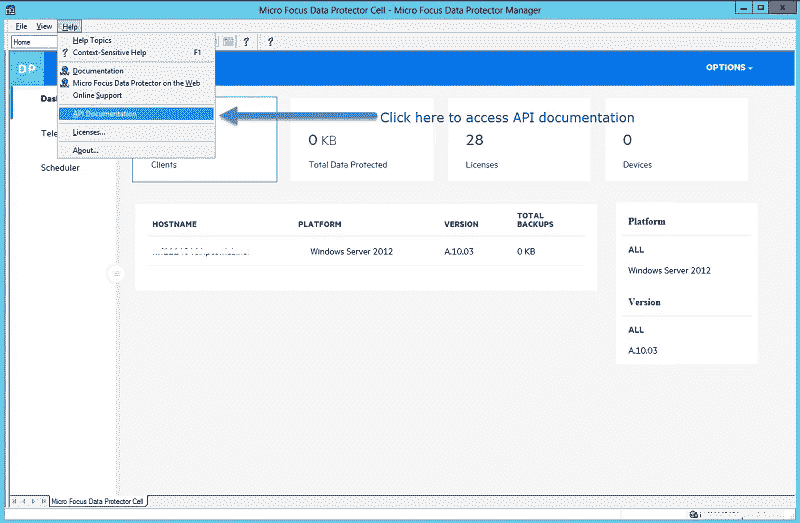 Micro Focus Data Protector Cell - Micro Focus Data Protector Manager
File View Help
Home
Help Topics
Context-Sensitive Help F1
Documentation
Micro Focus Data Protector on the Web
Online Support
API Documentation
Licenses...
About...
DP
OPTIONS
Click here to access API documentation
Das
Tele
Scheduler
Clients
0 KB
Total Data Protected
28
Licenses
0
Devices
HOSTNAME PLATFORM VERSION TOTAL BACKUPS
Windows Server 2012 A.10.03 0 KB
Platform
ALL
Windows Server 2012
Version
ALL
A.10.03
Micro Focus Data Protector Cell